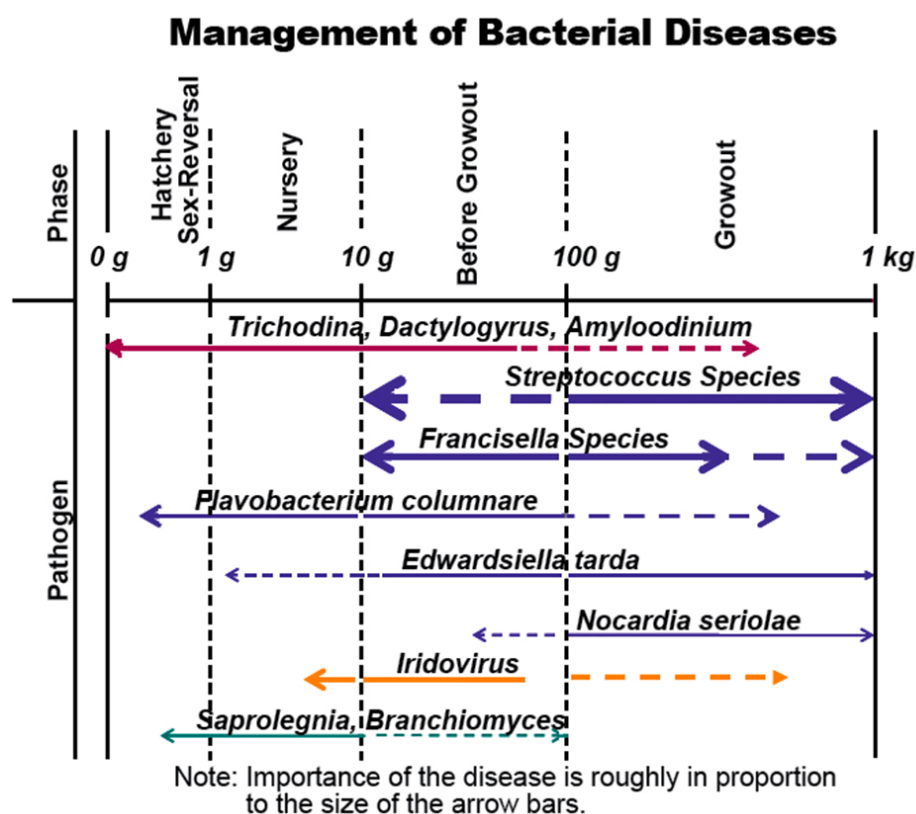 Management of Bacterial Diseases
Phase
Hatchery
Sex-Reversal
Nursery
Before Growout
Growout
0 g
1 g
10 g
100 g
1 kg
Pathogen
Trichodina, Dactylogyrus, Amyloodinium
Streptococcus Species
Francisella Species
Flavobacterium columnare
Edwardsiella tarda
Nocardia seriolae
Iridovirus
Saprolegnia, Branchiomyces
Note: Importance of the disease is roughly in proportion
to the size of the arrow bars.